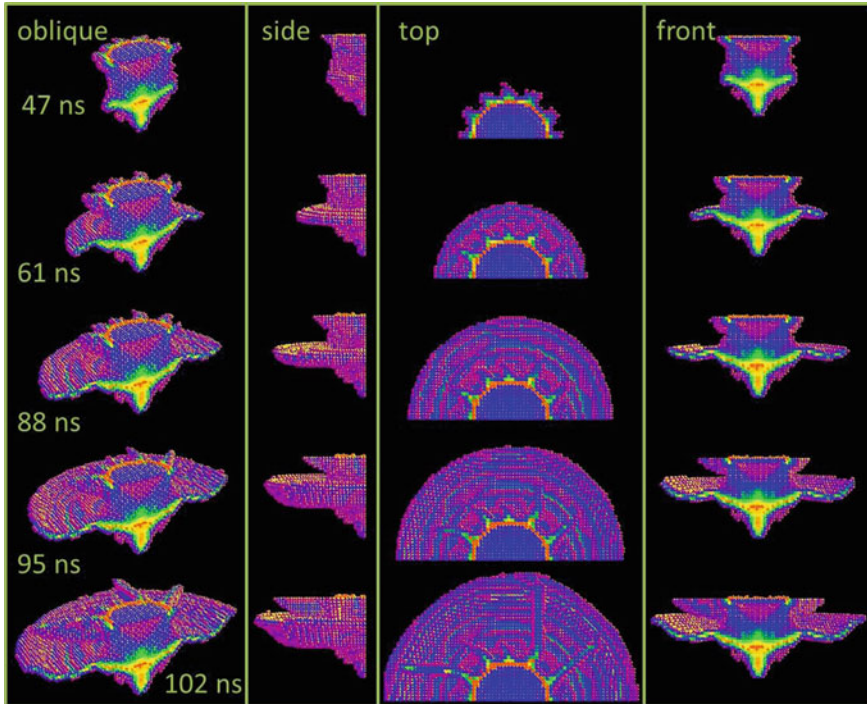 oblique
side
top
front
47 ns
61 ns
88 ns
95 ns
102 ns